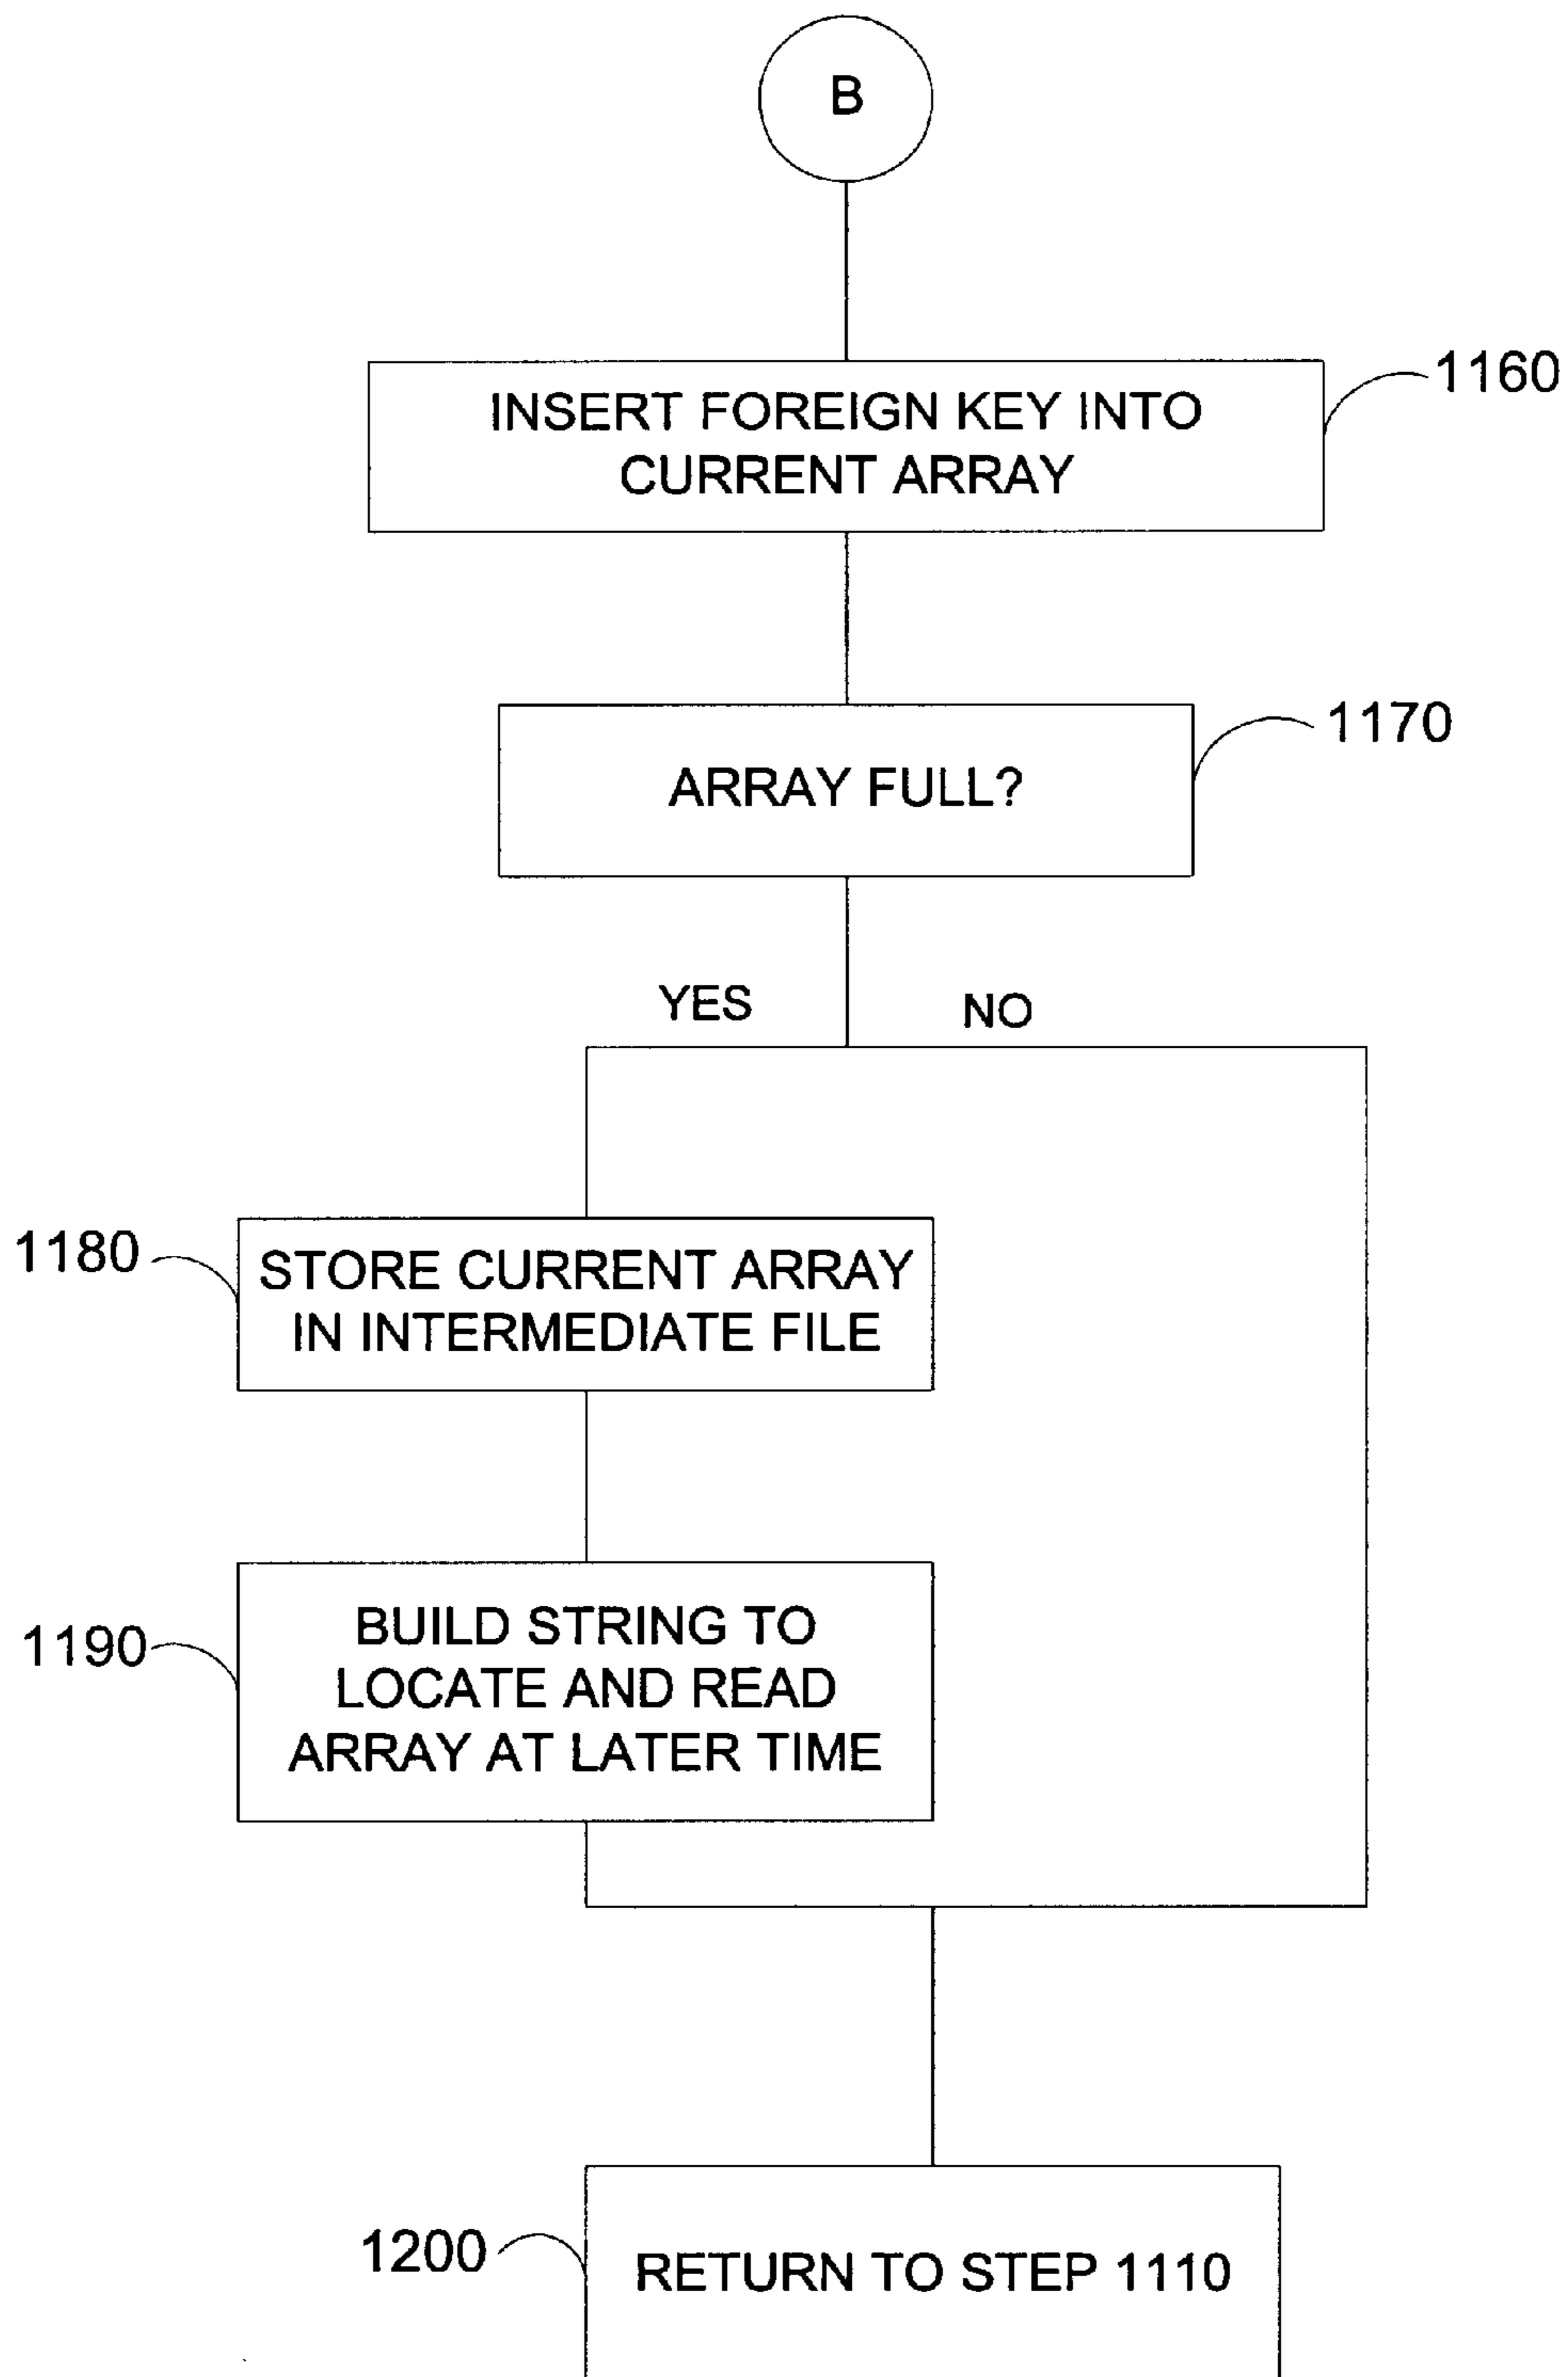 B
INSERT FOREIGN KEY INTO
CURRENT ARRAY
1160
ARRAY FULL?
1170
YES
NO
1180
STORE CURRENT ARRAY
IN INTERMEDIATE FILE
1190
BUILD STRING TO
LOCATE AND READ
ARRAY AT LATER TIME
1200
RETURN TO STEP 1110